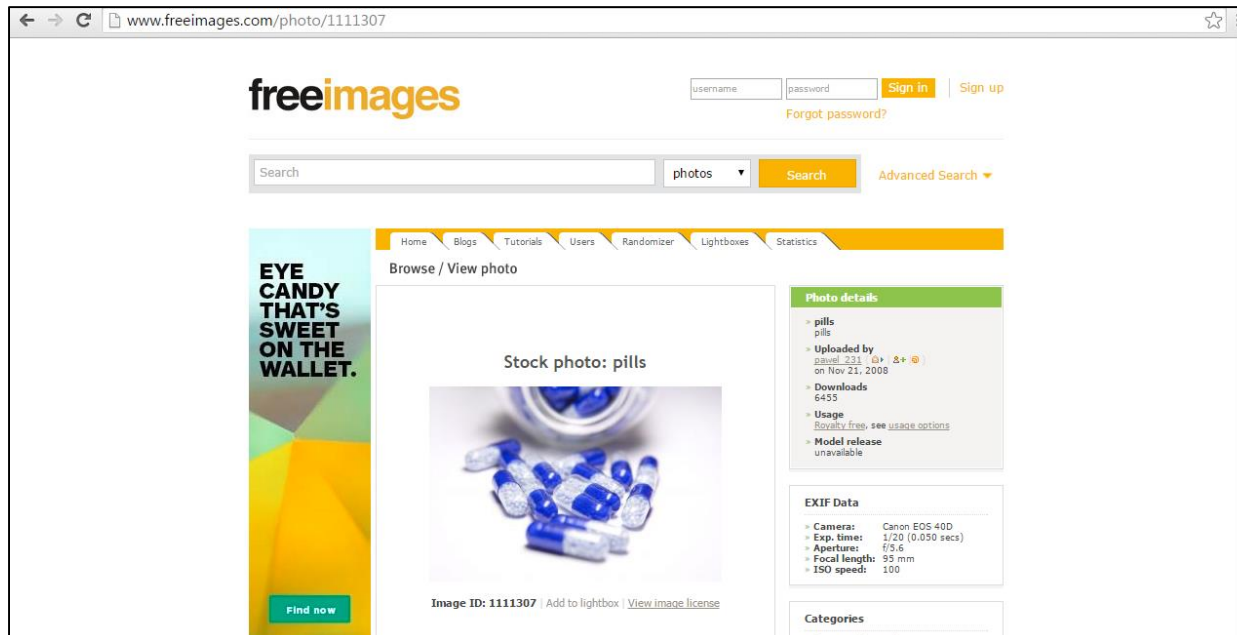 www.freeimages.com/photo/1111307
freeimages
username
password
Sign in
Sign up
Forgot password?
Search
photos
Search
Advanced Search
Home
Blogs
Tutorials
Users
Randomizer
Lightboxes
Statistics
Browse / View photo
EYE
CANDY
THAT'S
SWEET
ON THE
WALLET.
Find now
Stock photo: pills
Image ID: 1111307 | Add to lightbox | View image license
Photo details
» pills
pills
» Uploaded by
pawel_231
on Nov 21, 2008
» Downloads
6455
» Usage
Royalty free, see usage options
» Model release
unavailable
EXIF Data
» Camera: Canon EOS 40D
» Exp. time: 1/20 (0.050 secs)
» Aperture: f/5.6
» Focal length: 95 mm
» ISO speed: 100
Categories